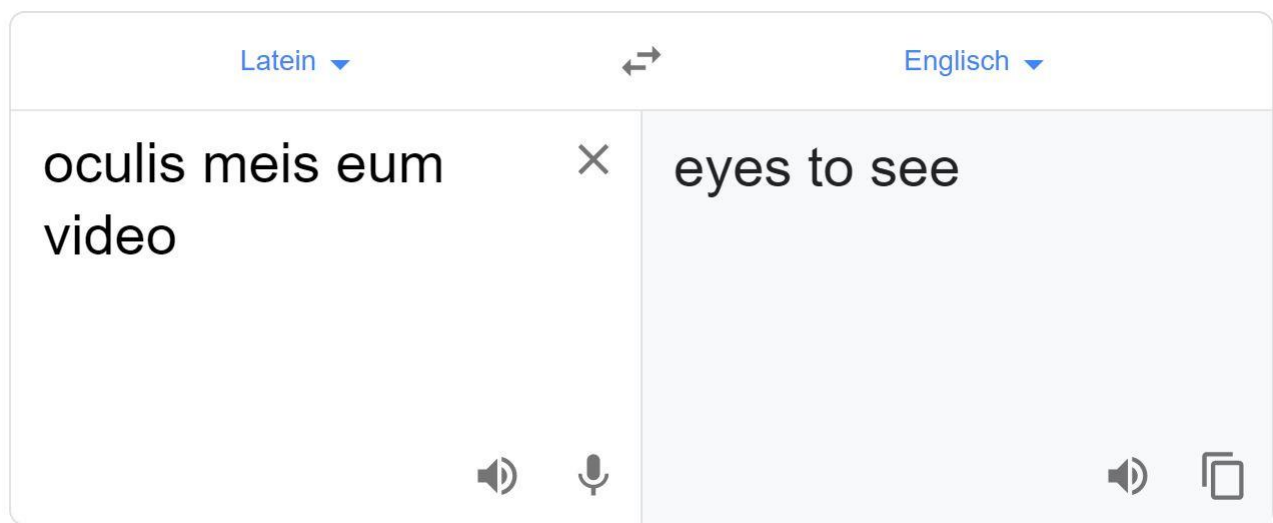 Latein
Englisch
oculis meis eum
video
eyes to see